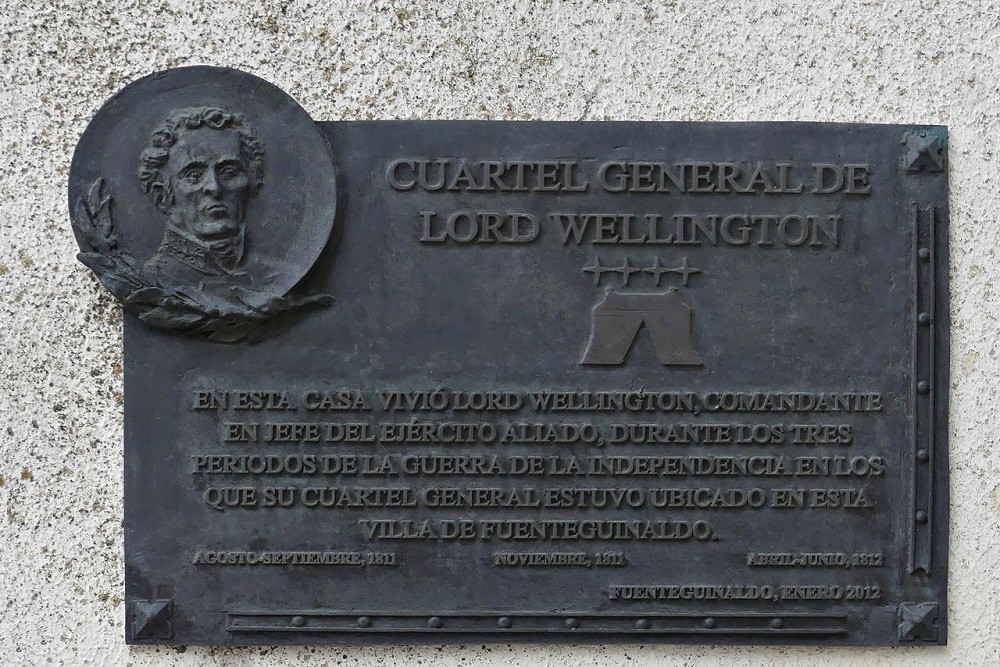 CUARTEL GENERAL DE
LORD WELLINGTON
EN ESTA CASA VIVIÓ LORD WELLINGTON, COMANDANTE
EN JEFE DEL EJÉRCITO ALIADO, DURANTE LOS TRES
PERIODOS DE LA GUERRA DE LA INDEPENDENCIA EN LOS
QUE SU CUARTEL GENERAL ESTUVO UBICADO EN ESTA
VILLA DE FUENTEGUINALDO.
AGOSTO-SEPTIEMBRE, 1811 NOVIEMBRE, 1811 ABRIL-JUNIO, 1812
FUENTEGUINALDO, ENERO 2012